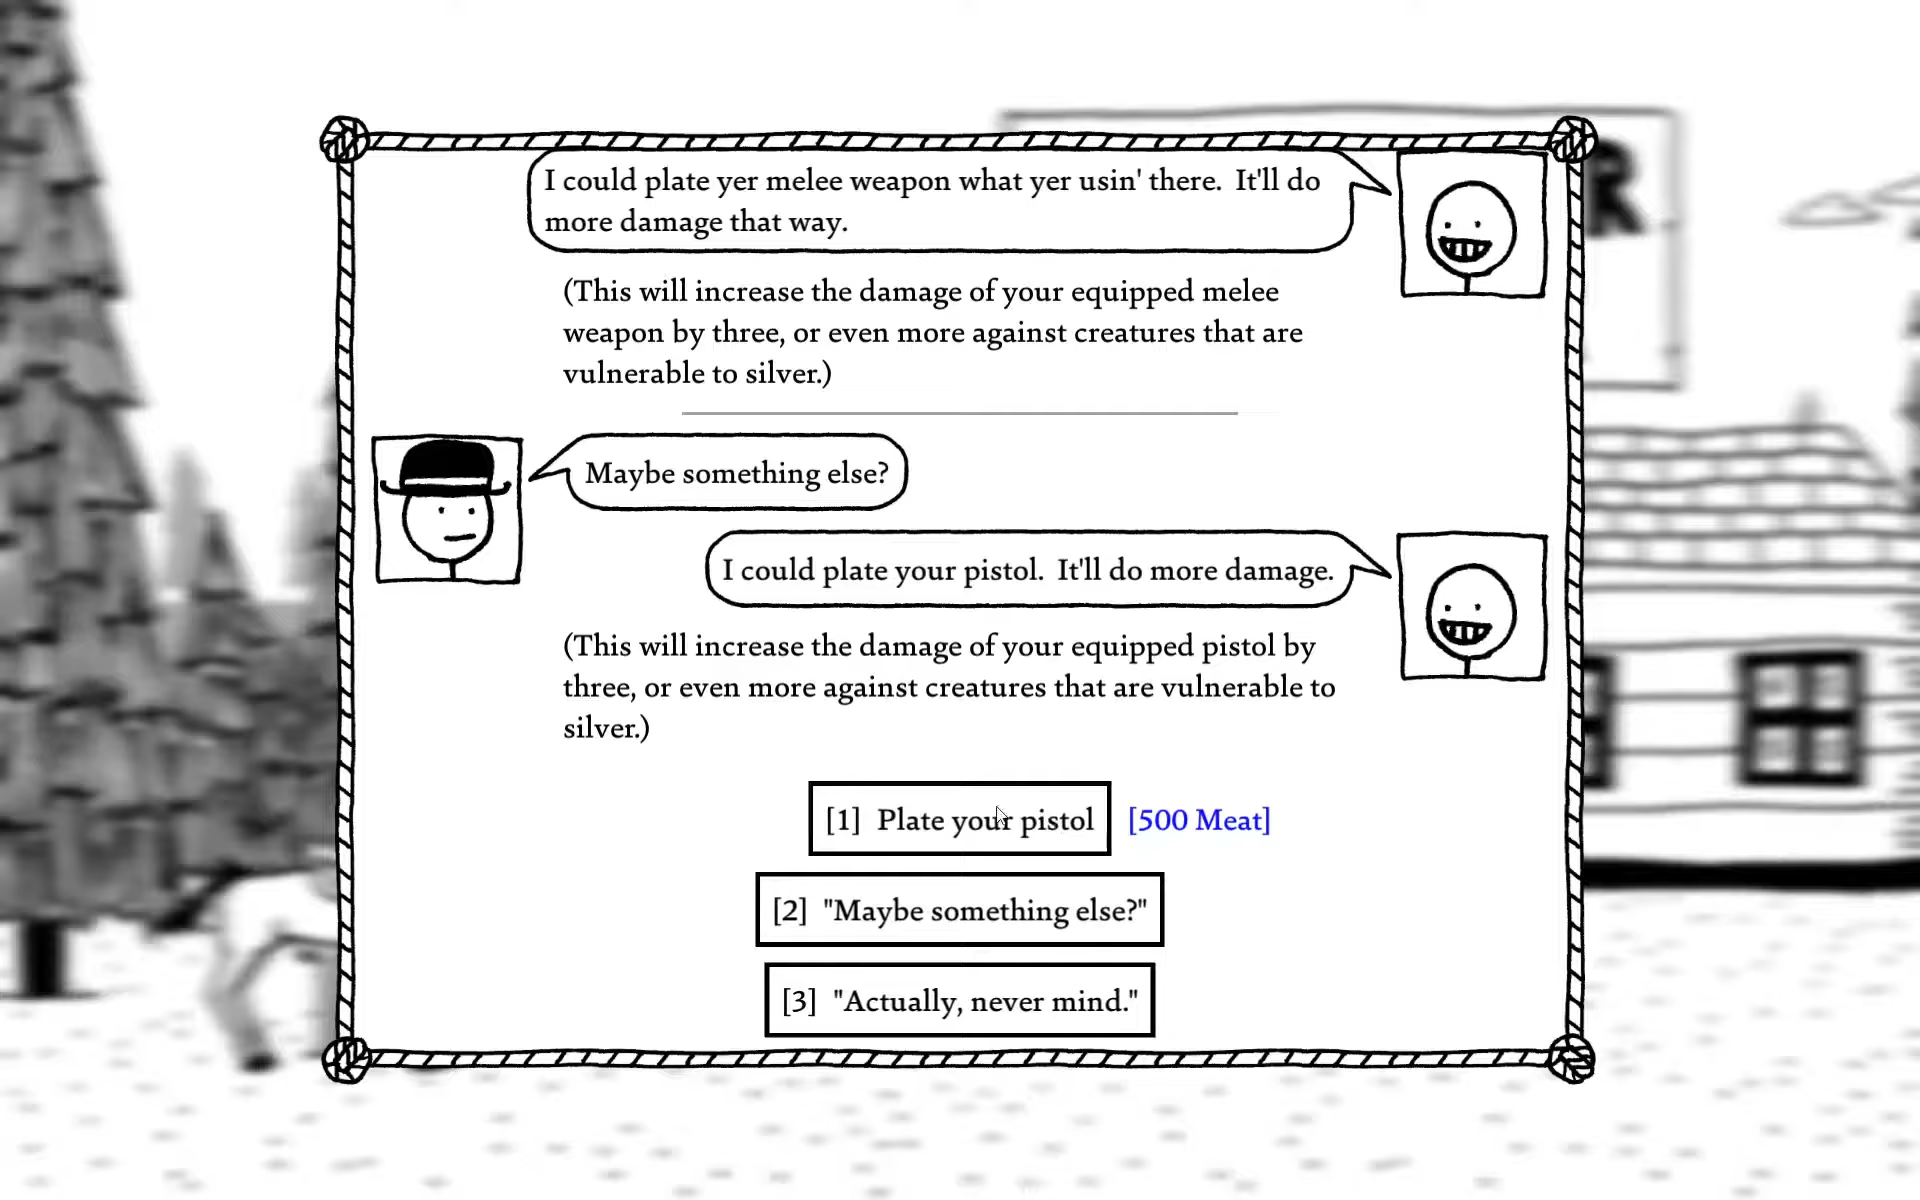 I could plate yer melee weapon what yer usin' there.  It'll do
more damage that way.
R
(This will increase the damage of your equipped melee
weapon by three, or even more against creatures that are
vulnerable to silver.)
Maybe something else?
I could plate your pistol.  It'll do more damage.
(This will increase the damage of your equipped pistol by
three, or even more against creatures that are vulnerable to
silver.)
[1]  Plate your pistol [500 Meat]
[2]  "Maybe something else?"
[3]  "Actually, never mind."